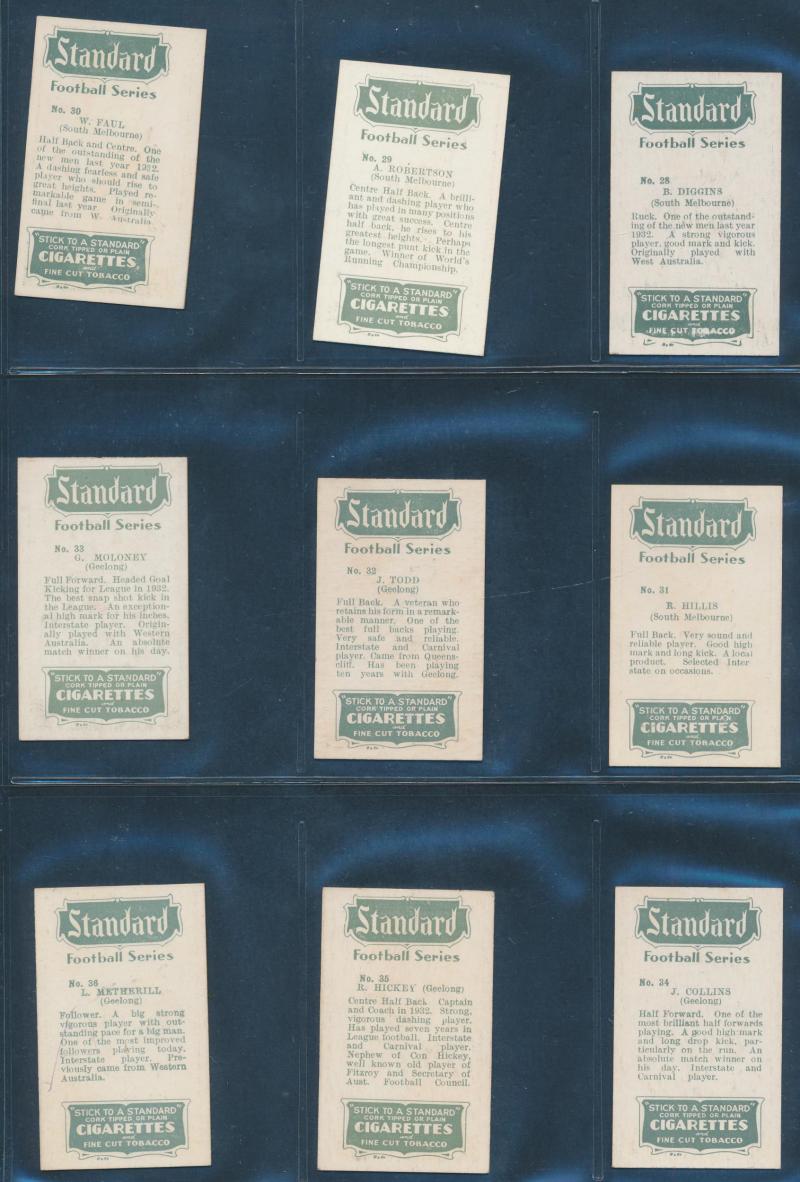 Standard
Football Series
No. 30
W. FAUL
(South Melbourne)
Half Back and Centre. One
of the outstanding of the
new men last year 1932.
A dashing fearless and safe
player who should rise to
great heights. Played re-
markable game in semi-
final last year. Originally
came from W. Australia
"STICK TO A STANDARD"
CORK TIPPED OR PLAIN
CIGARETTES
and
FINE CUT TOBACCO
Standard
Football Series
No. 29
A. ROBERTSON
(South Melbourne)
Centre Half Back. A brilli-
ant and dashing player who
has played in many positions
with great success. Centre
half back, he rises to his
greatest heights. Perhaps
the longest punt kick in the
game. Winner of World's
Running Championship.
"STICK TO A STANDARD"
CORK TIPPED OR PLAIN
CIGARETTES
and
FINE CUT TOBACCO
Standard
Football Series
No. 28
B. DIGGINS
(South Melbourne)
Ruck. One of the outstand-
ing of the new men last year
1932. A strong vigorous
player, good mark and kick.
Originally played with
West Australia.
"STICK TO A STANDARD"
CORK TIPPED OR PLAIN
CIGARETTES
and
FINE CUT TOBACCO
Standard
Football Series
No. 33
G. MOLONEY
(Geelong)
Full Forward. Headed Goal
Kicking for League in 1932.
The best snap shot kick in
the League. An exception-
al high mark for his inches.
Interstate player. Origin-
ally played with Western
Australia. An absolute
match winner on his day.
"STICK TO A STANDARD"
CORK TIPPED OR PLAIN
CIGARETTES
and
FINE CUT TOBACCO
Standard
Football Series
No. 32
J. TODD
(Geelong)
Full Back. A veteran who
retains his form in a remark-
able manner. One of the
best full backs playing.
Very safe and reliable.
Interstate and Carnival
player. Came from Queens-
cliff. Has been playing
ten years with Geelong.
"STICK TO A STANDARD"
CORK TIPPED OR PLAIN
CIGARETTES
and
FINE CUT TOBACCO
Standard
Football Series
No. 31
R. HILLIS
(South Melbourne)
Full Back. Very sound and
reliable player. Good high
mark and long kick. A local
product. Selected Inter
state on occasions.
"STICK TO A STANDARD"
CORK TIPPED OR PLAIN
CIGARETTES
and
FINE CUT TOBACCO
Standard
Football Series
No. 36
L. METHERILL
(Geelong)
Follower. A big strong
vigorous player with out-
standing pace for a big man.
One of the most improved
followers playing today.
Interstate player. Pre-
viously came from Western
Australia.
"STICK TO A STANDARD"
CORK TIPPED OR PLAIN
CIGARETTES
and
FINE CUT TOBACCO
Standard
Football Series
No. 35
R. HICKEY (Geelong)
Centre Half Back Captain
and Coach in 1932. Strong,
vigorous dashing player.
Has played seven years in
League football. Interstate
and Carnival player.
Nephew of Con Hickey,
well known old player of
Fitzroy and Secretary of
Aust. Football Council.
"STICK TO A STANDARD"
CORK TIPPED OR PLAIN
CIGARETTES
and
FINE CUT TOBACCO
Standard
Football Series
No. 34
J. COLLINS
(Geelong)
Half Forward. One of the
most brilliant half forwards
playing. A good high mark
and long drop kick, par-
ticularly on the run. An
absolute match winner on
his day. Interstate and
Carnival player.
"STICK TO A STANDARD"
CORK TIPPED OR PLAIN
CIGARETTES
and
FINE CUT TOBACCO